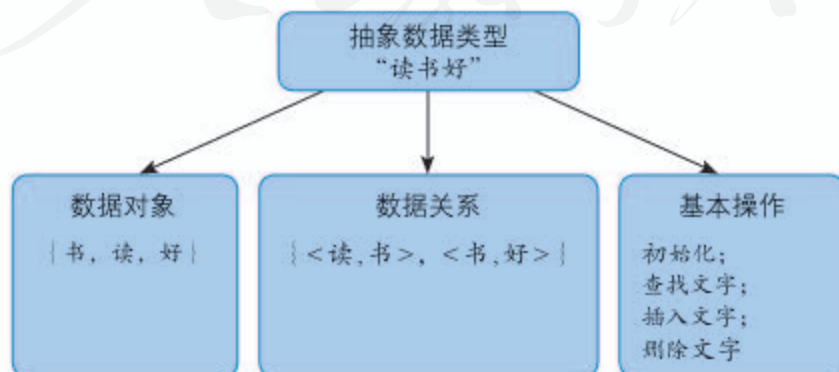 抽象数据类型
“读书好”
数据对象
{书, 读, 好}
数据关系
{<读,书>, <书,好>}
基本操作
初始化;
查找文字;
插入文字;
删除文字